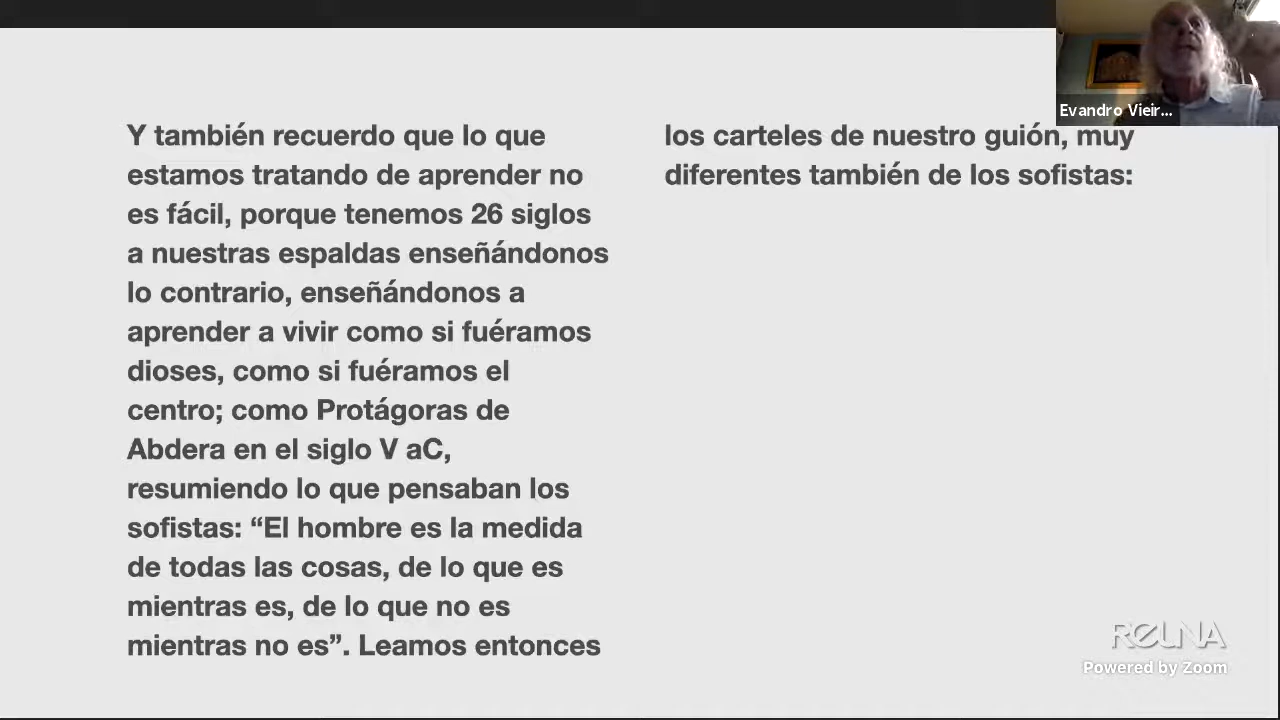 Evandro Vieir...
Y también recuerdo que lo que
estamos tratando de aprender no
es fácil, porque tenemos 26 siglos
a nuestras espaldas enseñándonos
lo contrario, enseñándonos a
aprender a vivir como si fuéramos
dioses, como si fuéramos el
centro; como Protágoras de
Abdera en el siglo V aC,
resumiendo lo que pensaban los
sofistas: “El hombre es la medida
de todas las cosas, de lo que es
mientras es, de lo que no es
mientras no es”. Leamos entonces
los carteles de nuestro guión, muy
diferentes también de los sofistas:
REUNA
Powered by Zoom